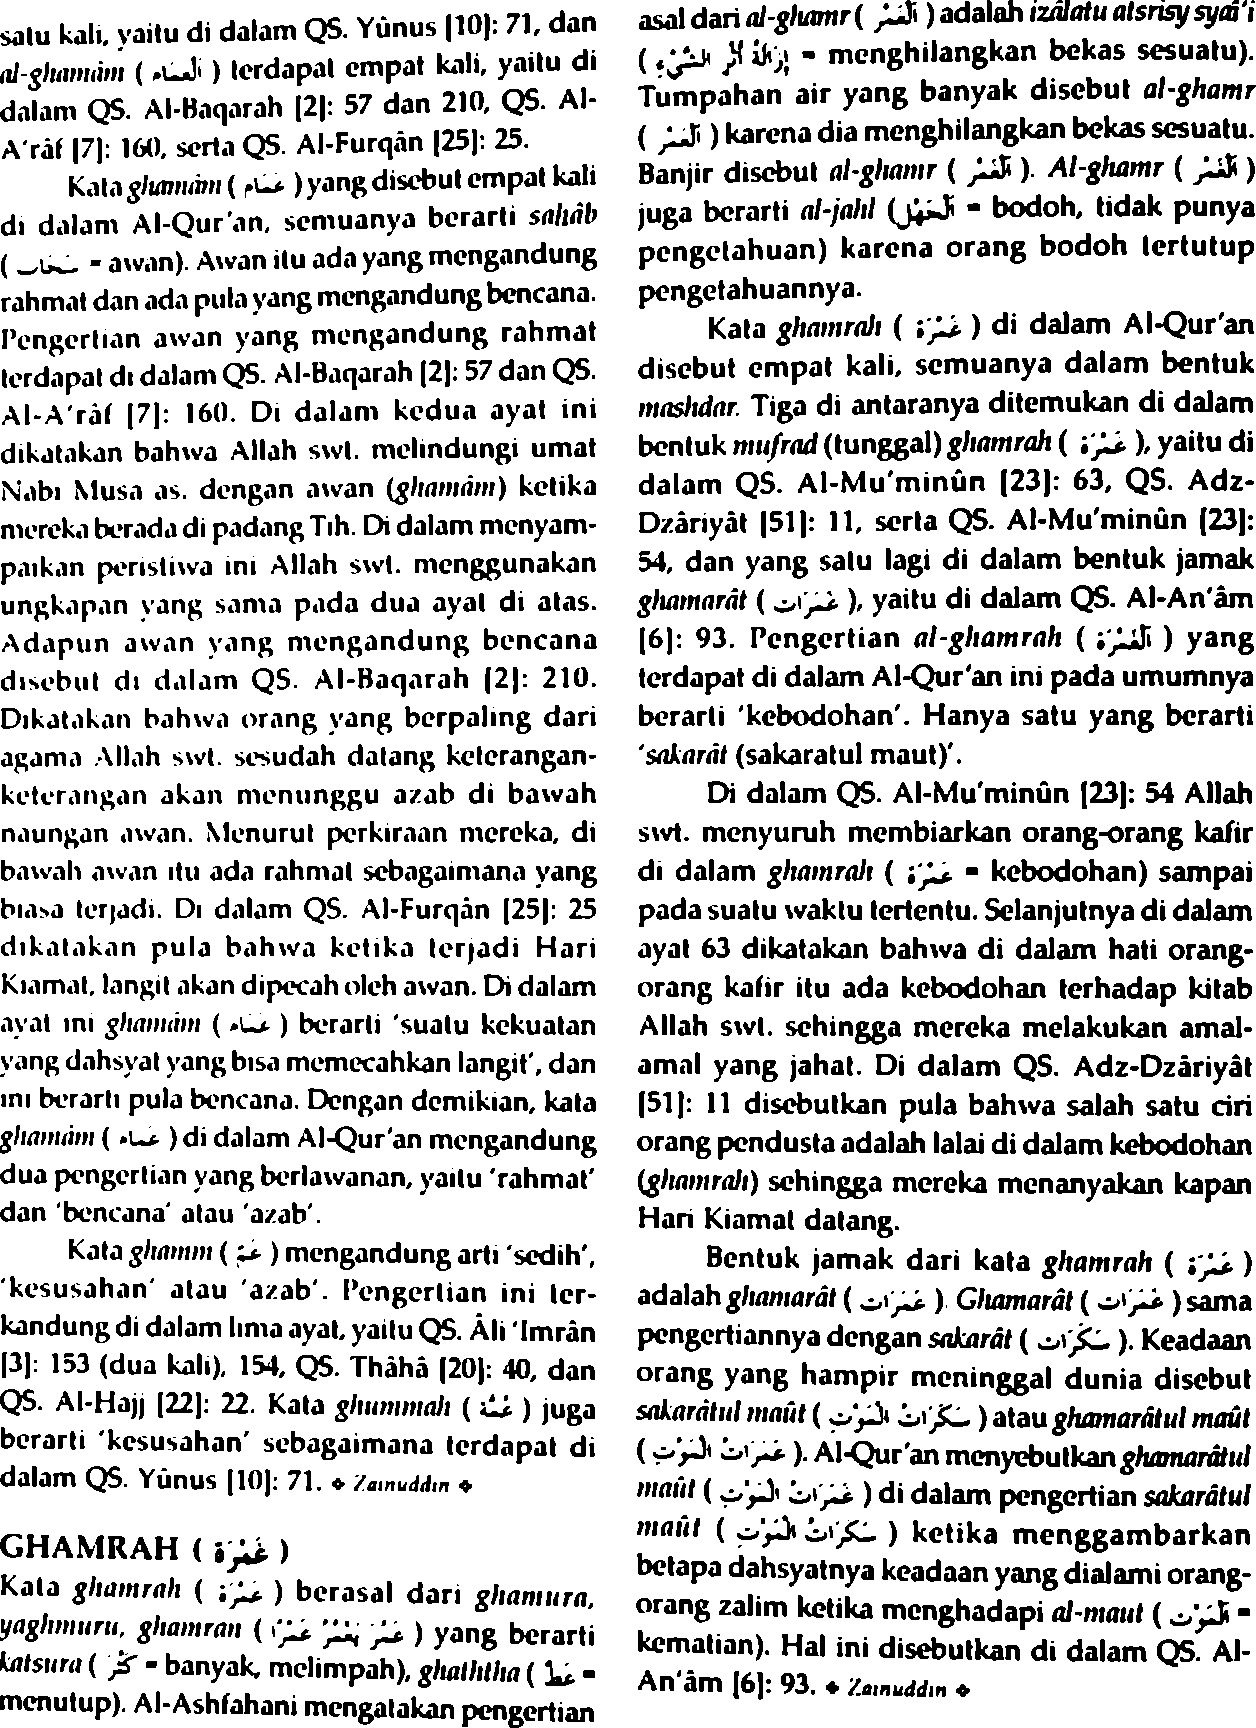 satu kali, yaitu di dalam QS. Yûnus [10]: 71, dan
al-ghamâm ( اَلْغَمَام ) terdapat empat kali, yaitu di
dalam QS. Al-Baqarah [2]: 57 dan 210, QS. Al-
A'râf [7]: 160, serta QS. Al-Furqân [25]: 25.
Kata ghamâm ( غَمَام ) yang disebut empat kali
di dalam Al-Qur'an, semuanya berarti sahâb
( سَحَاب = awan). Awan itu ada yang mengandung
rahmat dan ada pula yang mengandung bencana.
Pengertian awan yang mengandung rahmat
terdapat di dalam QS. Al-Baqarah [2]: 57 dan QS.
Al-A'râf [7]: 160. Di dalam kedua ayat ini
dikatakan bahwa Allah swt. melindungi umat
Nabi Musa as. dengan awan (ghamâm) ketika
mereka berada di padang Tih. Di dalam menyam-
paikan peristiwa ini Allah swt. menggunakan
ungkapan yang sama pada dua ayat di atas.
Adapun awan yang mengandung bencana
disebut di dalam QS. Al-Baqarah [2]: 210.
Dikatakan bahwa orang yang berpaling dari
agama Allah swt. sesudah datang keterangan-
keterangan akan menunggu azab di bawah
naungan awan. Menurut perkiraan mereka, di
bawah awan itu ada rahmat sebagaimana yang
biasa terjadi. Di dalam QS. Al-Furqân [25]: 25
dikatakan pula bahwa ketika terjadi Hari
Kiamat, langit akan dipecah oleh awan. Di dalam
ayat ini ghamâm ( غَمَام ) berarti 'suatu kekuatan
yang dahsyat yang bisa memecahkan langit', dan
ini berarti pula bencana. Dengan demikian, kata
ghamâm ( غَمَام ) di dalam Al-Qur'an mengandung
dua pengertian yang berlawanan, yaitu 'rahmat'
dan 'bencana' atau 'azab'.
Kata ghamm ( غَمّ ) mengandung arti 'sedih',
'kesusahan' atau 'azab'. Pengertian ini ter-
kandung di dalam lima ayat, yaitu QS. Âli 'Imrân
[3]: 153 (dua kali), 154, QS. Thâhâ [20]: 40, dan
QS. Al-Hajj [22]: 22. Kata ghummah ( غُمَّة ) juga
berarti 'kesusahan' sebagaimana terdapat di
dalam QS. Yûnus [10]: 71. ❖ Zainuddin ❖
GHAMRAH ( غَمْرَة )
Kata ghamrah ( غَمْرَة ) berasal dari ghamura,
yaghmuru, ghamran ( غَمَرَ يَغْمُرُ غَمْرًا ) yang berarti
katsura ( كَثُرَ = banyak, melimpah), ghaththa ( غَطَّ =
menutup). Al-Ashfahani mengatakan pengertian
asal dari al-ghamr ( اَلْغَمْرُ ) adalah izâlatu atsrisy syai'i
( إِزَالَةُ أَثَرِ الشَّيْءِ = menghilangkan bekas sesuatu).
Tumpahan air yang banyak disebut al-ghamr
( اَلْغَمْرُ ) karena dia menghilangkan bekas sesuatu.
Banjir disebut al-ghamr ( اَلْغَمْرُ ). Al-ghamr ( اَلْغَمْرُ )
juga berarti al-jahl (اَلْجَهْل = bodoh, tidak punya
pengetahuan) karena orang bodoh tertutup
pengetahuannya.
Kata ghamrah ( غَمْرَة ) di dalam Al-Qur'an
disebut empat kali, semuanya dalam bentuk
mashdar. Tiga di antaranya ditemukan di dalam
bentuk mufrad (tunggal) ghamrah ( غَمْرَة ), yaitu di
dalam QS. Al-Mu'minûn [23]: 63, QS. Adz-
Dzâriyât [51]: 11, serta QS. Al-Mu'minûn [23]:
54, dan yang satu lagi di dalam bentuk jamak
ghamarât ( غَمَرَات ), yaitu di dalam QS. Al-An'âm
[6]: 93. Pengertian al-ghamrah ( اَلْغَمْرَة ) yang
terdapat di dalam Al-Qur'an ini pada umumnya
berarti 'kebodohan'. Hanya satu yang berarti
'sakarât (sakaratul maut)'.
Di dalam QS. Al-Mu'minûn [23]: 54 Allah
swt. menyuruh membiarkan orang-orang kafir
di dalam ghamrah ( غَمْرَة = kebodohan) sampai
pada suatu waktu tertentu. Selanjutnya di dalam
ayat 63 dikatakan bahwa di dalam hati orang-
orang kafir itu ada kebodohan terhadap kitab
Allah swt. sehingga mereka melakukan amal-
amal yang jahat. Di dalam QS. Adz-Dzâriyât
[51]: 11 disebutkan pula bahwa salah satu ciri
orang pendusta adalah lalai di dalam kebodohan
(ghamrah) sehingga mereka menanyakan kapan
Hari Kiamat datang.
Bentuk jamak dari kata ghamrah ( غَمْرَة )
adalah ghamarât ( غَمَرَات ). Ghamarât ( غَمَرَات ) sama
pengertiannya dengan sakarât ( سَكَرَات ). Keadaan
orang yang hampir meninggal dunia disebut
sakarâtul maût ( سَكَرَاتُ الْمَوْتِ ) atau ghamarâtul maût
( غَمَرَاتُ الْمَوْتِ ). Al-Qur'an menyebutkan ghamarâtul
maût ( غَمَرَاتُ الْمَوْتِ ) di dalam pengertian sakarâtul
maût ( سَكَرَاتُ الْمَوْتِ ) ketika menggambarkan
betapa dahsyatnya keadaan yang dialami orang-
orang zalim ketika menghadapi al-maut ( اَلْمَوْت =
kematian). Hal ini disebutkan di dalam QS. Al-
An'âm [6]: 93. ❖ Zainuddin ❖